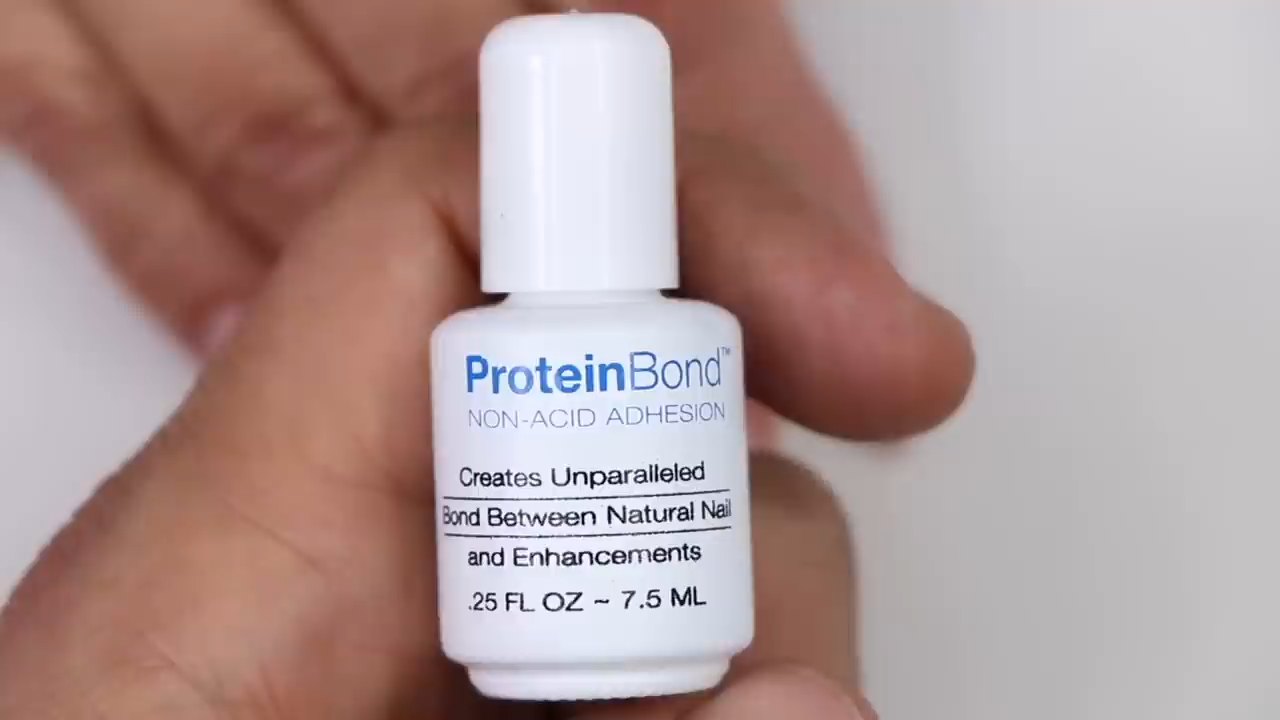 ProteinBond™
NON-ACID ADHESION
Creates Unparalleled
Bond Between Natural Nail
and Enhancements
.25 FL OZ ~ 7.5 ML